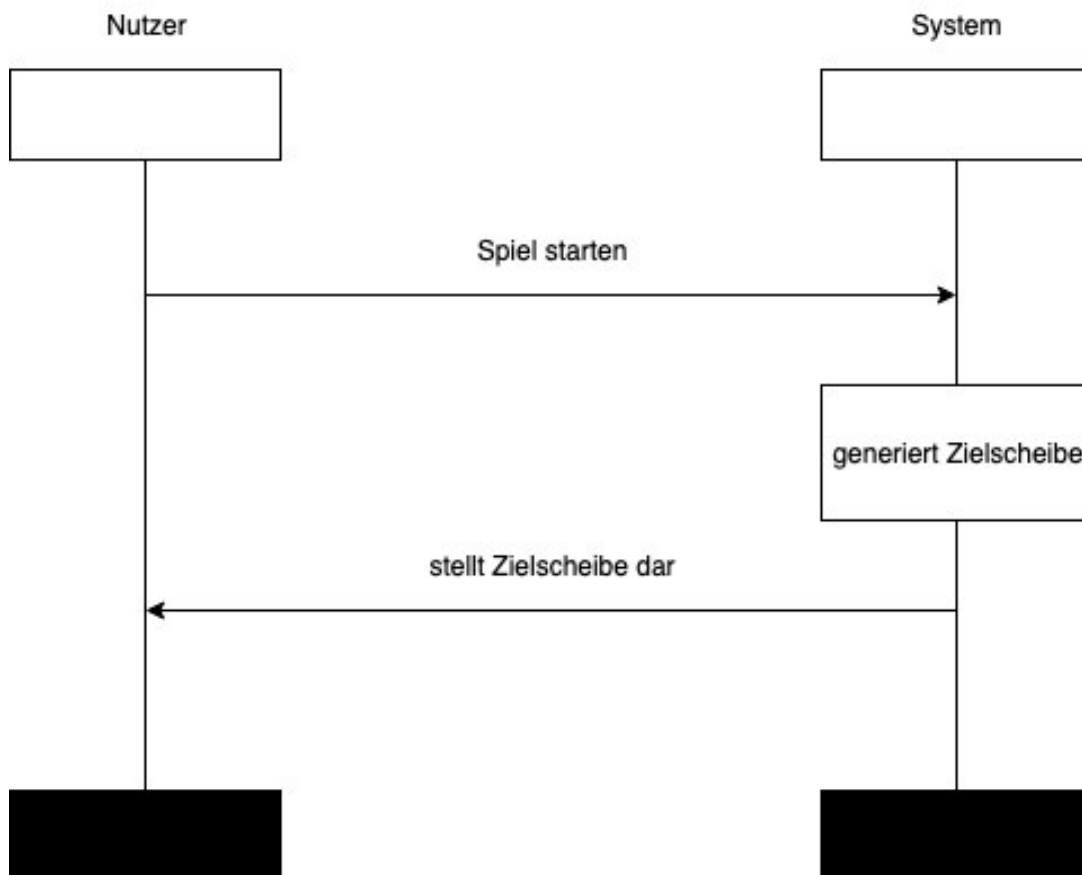 Nutzer
System
Spiel starten
generiert Zielscheibe
stellt Zielscheibe dar